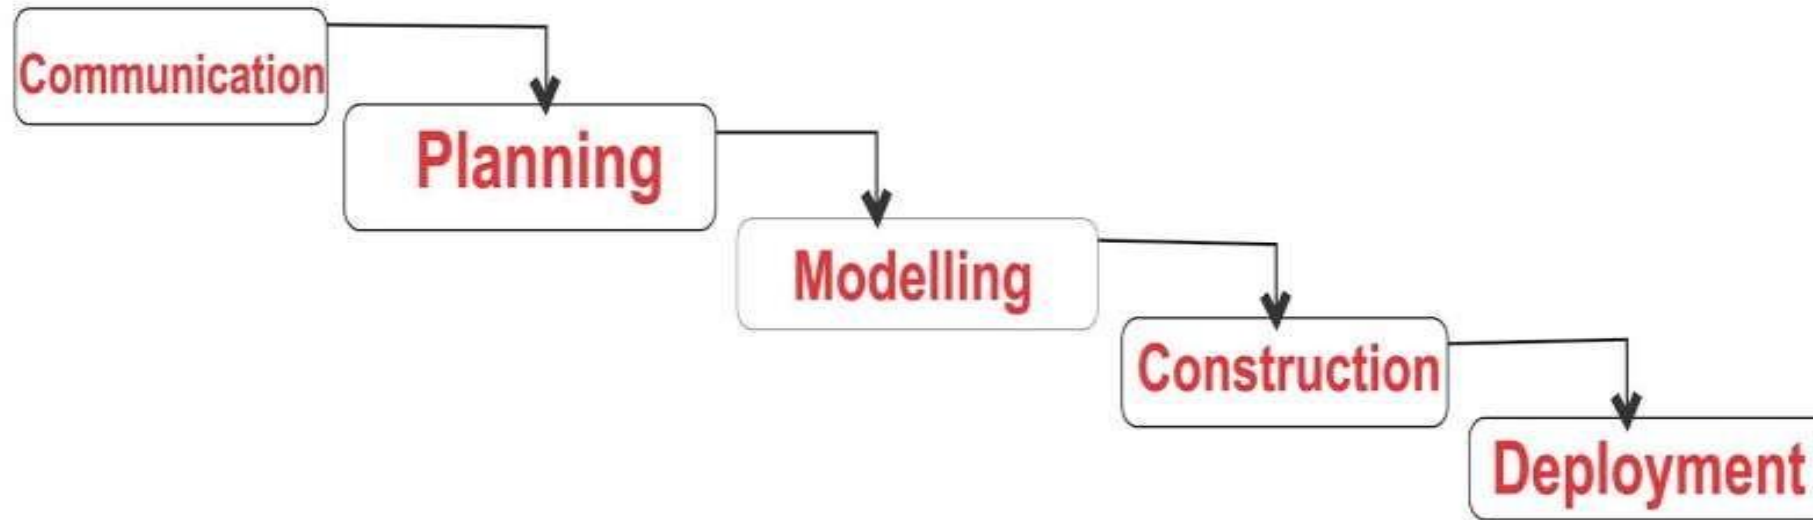 Communication
Planning
Modelling
Construction
Deployment